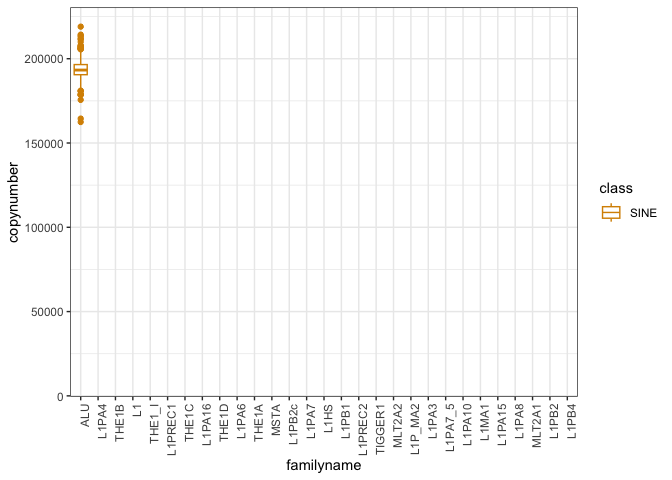 copynumber
200000
150000
100000
50000
0
ALU
L1PA4
THE1B
L1
THE1_I
L1PREC1
THE1C
L1PA16
THE1D
L1PA6
THE1A
MSTA
L1PB2c
L1PA7
L1HS
L1PB1
L1PREC2
TIGGER1
MLT2A2
L1P_MA2
L1PA3
L1PA7_5
L1PA10
L1MA1
L1PA15
L1PA8
MLT2A1
L1PB2
L1PB4
familyname
class
SINE